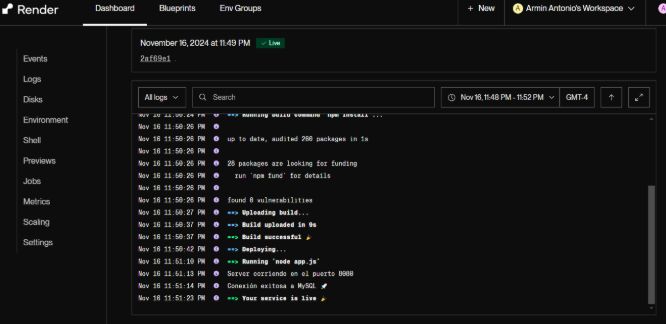 Render
Dashboard
Blueprints
Env Groups
+ New
A Armin Antonio's Workspace
A
November 16, 2024 at 11:49 PM
✓ Live
2af69e1
Events
Logs
Disks
Environment
Shell
Previews
Jobs
Metrics
Scaling
Settings
All logs
Search
Nov 16, 11:48 PM - 11:52 PM
GMT-4
Nov 16 11:50:24 PM ==> Running build command 'npm install'...
Nov 16 11:50:26 PM
Nov 16 11:50:26 PM up to date, audited 260 packages in 1s
Nov 16 11:50:26 PM
Nov 16 11:50:26 PM 28 packages are looking for funding
Nov 16 11:50:26 PM run `npm fund` for details
Nov 16 11:50:26 PM
Nov 16 11:50:26 PM found 0 vulnerabilities
Nov 16 11:50:27 PM ==> Uploading build...
Nov 16 11:50:37 PM ==> Build uploaded in 9s
Nov 16 11:50:37 PM ==> Build successful 🎉
Nov 16 11:50:42 PM ==> Deploying...
Nov 16 11:51:10 PM ==> Running 'node app.js'
Nov 16 11:51:13 PM Server corriendo en el puerto 8080
Nov 16 11:51:14 PM Conexión exitosa a MySQL 🚀
Nov 16 11:51:23 PM ==> Your service is live 🎉